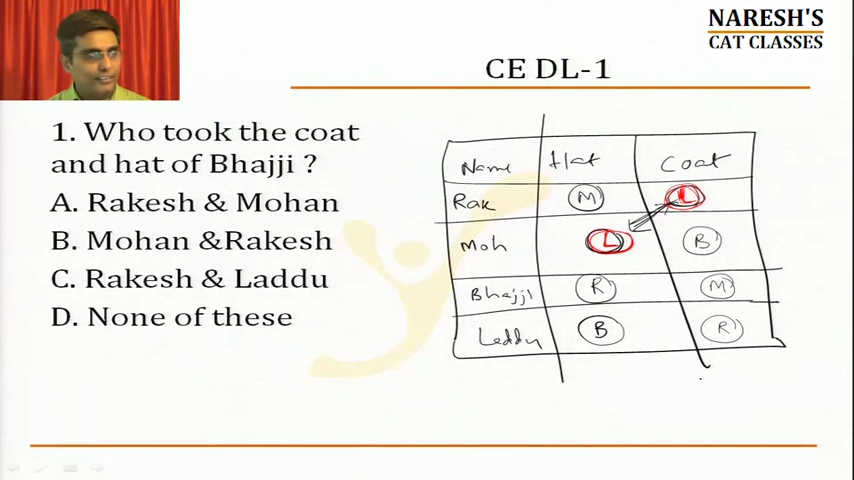 NARESH'S
CAT CLASSES
CE DL-1
1. Who took the coat
and hat of Bhajji ?
A. Rakesh & Mohan
B. Mohan &Rakesh
C. Rakesh & Laddu
D. None of these
Name Hat Coat
Rak M L
Moh L B'
Bhajji R' M'
Leddu B R'